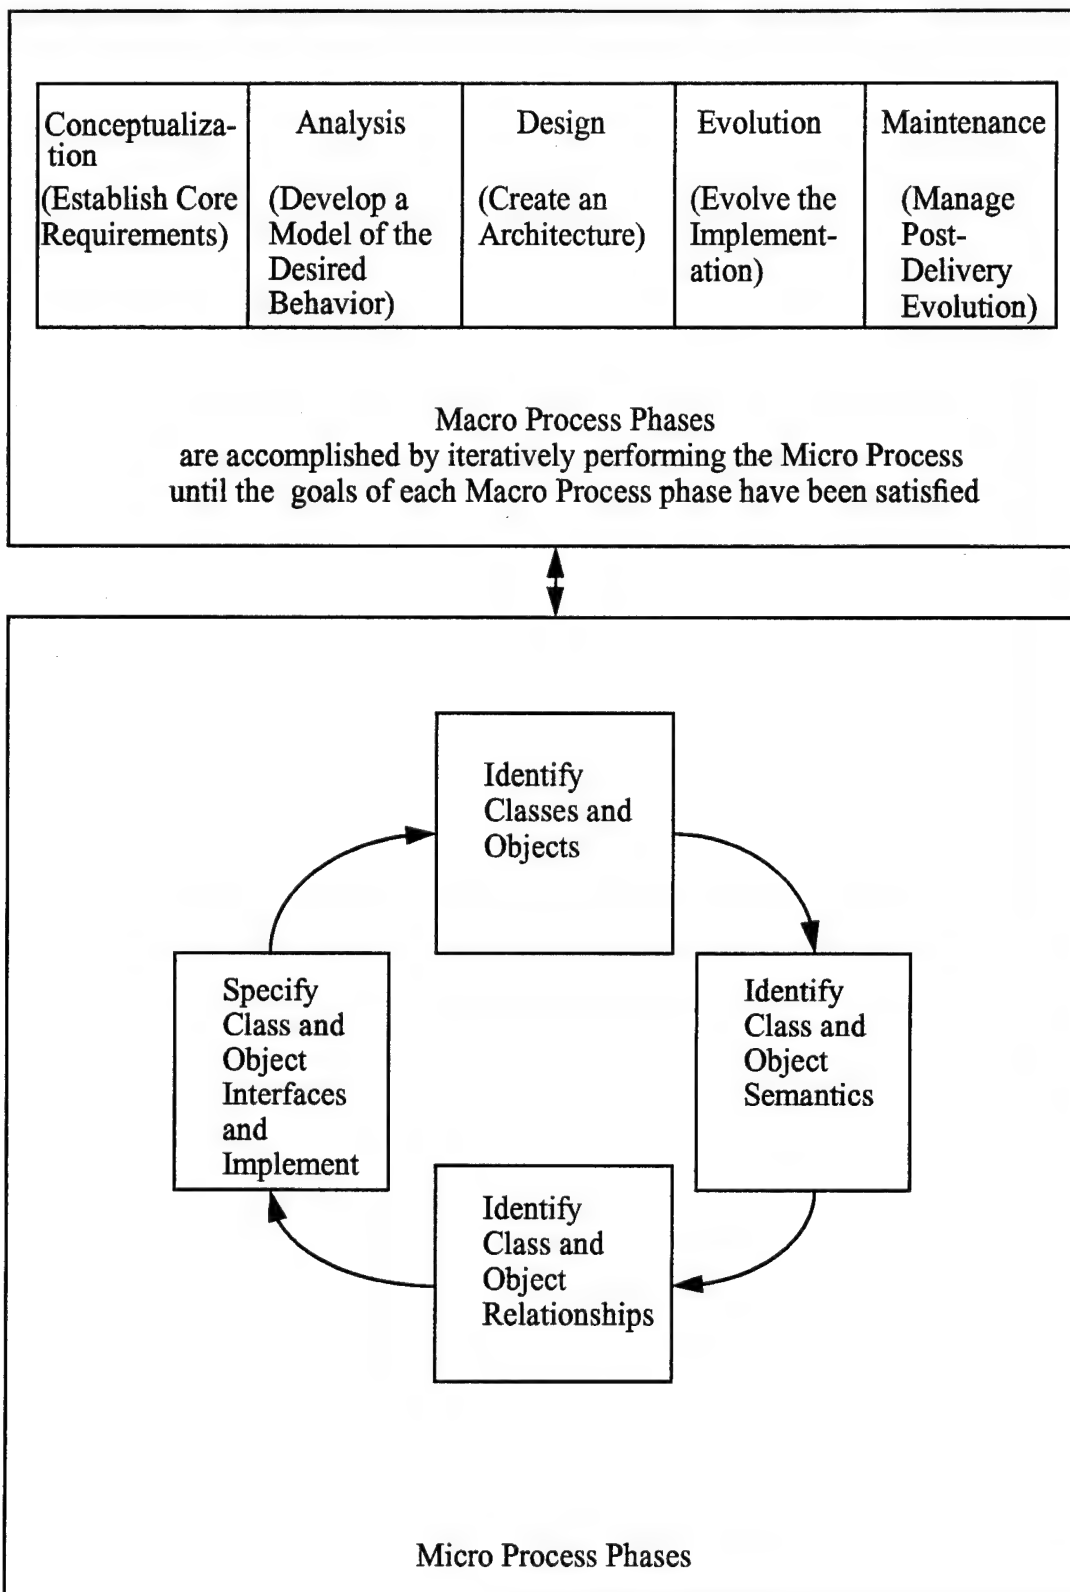 Conceptualiza-
tion
(Establish Core
Requirements)
Analysis
(Develop a
Model of the
Desired
Behavior)
Design
(Create an
Architecture)
Evolution
(Evolve the
Implement-
ation)
Maintenance
(Manage
Post-
Delivery
Evolution)
Macro Process Phases
are accomplished by iteratively performing the Micro Process
until the goals of each Macro Process phase have been satisfied
Identify
Classes and
Objects
Identify
Class and
Object
Semantics
Identify
Class and
Object
Relationships
Specify
Class and
Object
Interfaces
and
Implement
Micro Process Phases